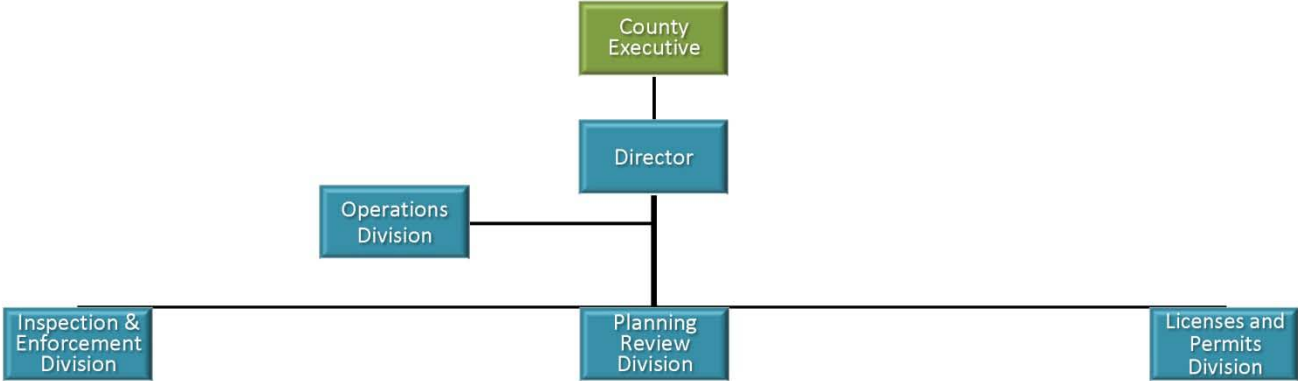 County
Executive
Director
Operations
Division
Inspection &
Enforcement
Division
Planning
Review
Division
Licenses and
Permits
Division